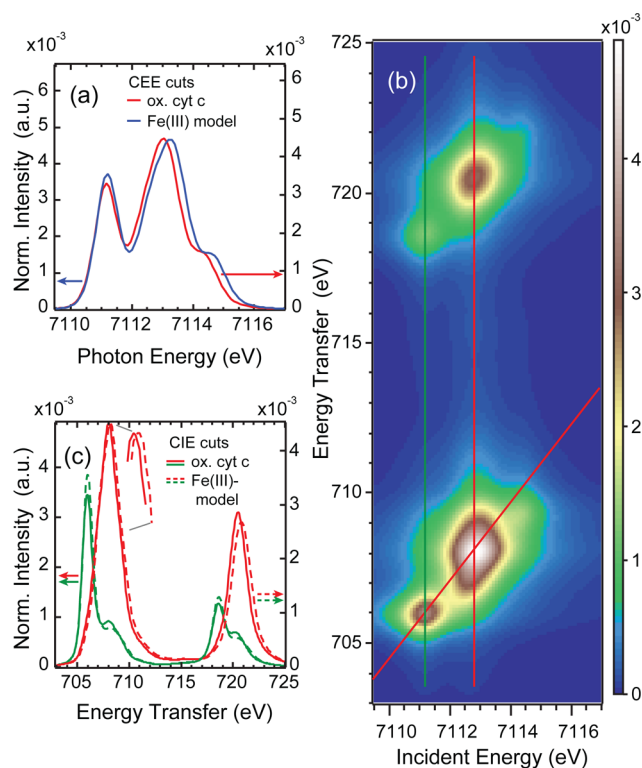 x10⁻³
x10⁻³
(a)
CEE cuts
ox. cyt c
Fe(III) model
Norm. Intensity (a.u.)
6
5
4
3
2
1
0
6
5
4
3
2
1
0
7110
7112
7114
7116
Photon Energy (eV)
x10⁻³
x10⁻³
(c)
CIE cuts
ox. cyt c
Fe(III)-
model
Norm. Intensity (a.u.)
4
3
2
1
0
4
3
2
1
0
705
710
715
720
725
Energy Transfer (eV)
(b)
Energy Transfer (eV)
725
720
715
710
705
7110
7112
7114
7116
Incident Energy (eV)
x10⁻³
4
3
2
1
0